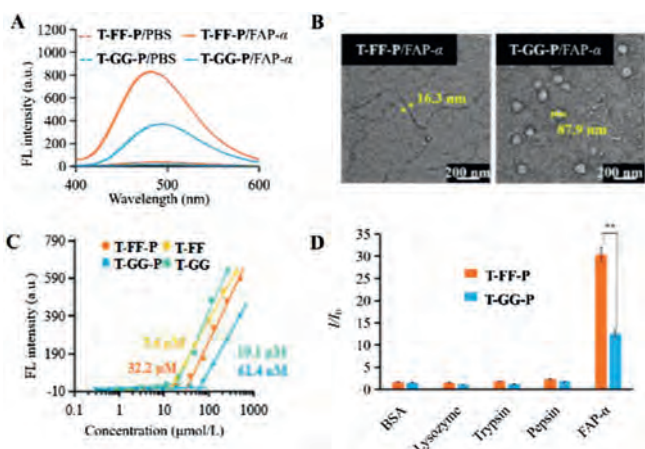 A
1200
1000
800
600
400
200
0
FL intensity (a.u.)
T-FF-P/PBS T-FF-P/FAP-α
T-GG-P/PBS T-GG-P/FAP-α
400 500 600
Wavelength (nm)
B
T-FF-P/FAP-α
16.3 nm
200 nm
T-GG-P/FAP-α
87.9 nm
200 nm
C
790
590
390
190
-10
FL intensity (a.u.)
T-FF-P T-FF
T-GG-P T-GG
32.2 μM
61.4 μM
0.1 1 10 100 1000
Concentration (μmol/L)
D
35
30
25
20
15
10
5
0
I/I₀
T-FF-P
T-GG-P
**
BSA
Lysozyme
Trypsin
Pepsin
FAP-α